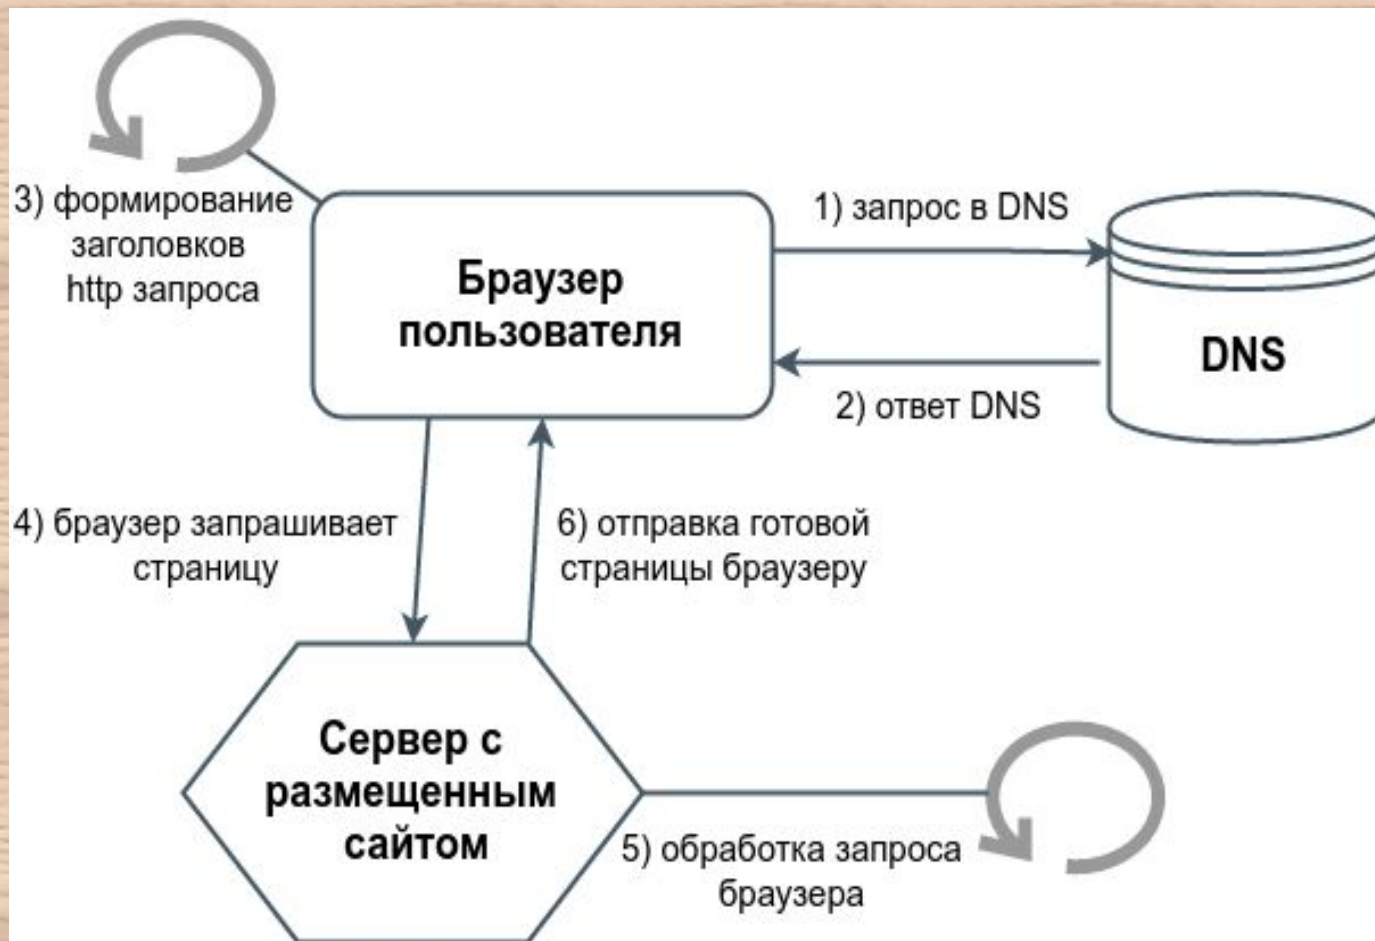 3) формирование
заголовков
http запроса
Браузер
пользователя
1) запрос в DNS
DNS
2) ответ DNS
4) браузер запрашивает
страницу
6) отправка готовой
страницы браузеру
Сервер с
размещенным
сайтом
5) обработка запроса
браузера